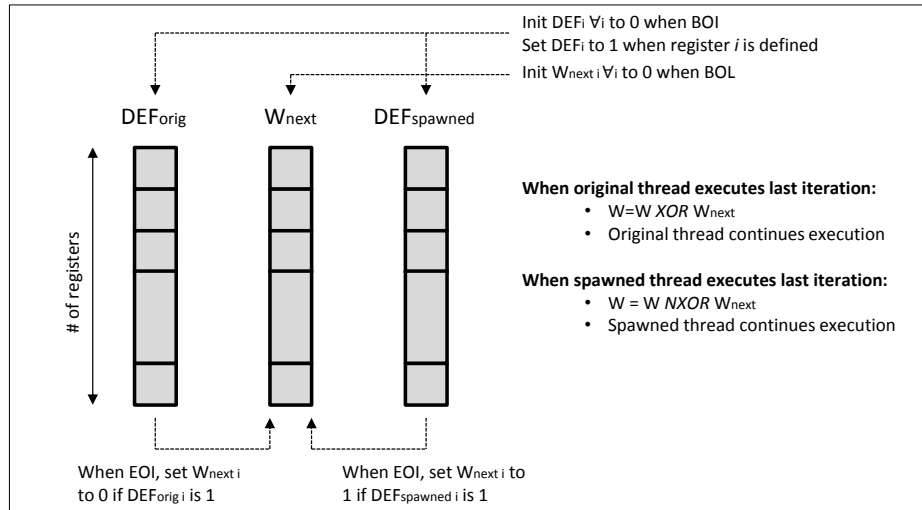 Init DEFi ∀i to 0 when BOI
Set DEFi to 1 when register i is defined
Init Wnext i ∀i to 0 when BOL
DEForig
Wnext
DEFspawned
# of registers
When original thread executes last iteration:
• W=W XOR Wnext
• Original thread continues execution
When spawned thread executes last iteration:
• W = W NXOR Wnext
• Spawned thread continues execution
When EOI, set Wnext i
to 0 if DEForig i is 1
When EOI, set Wnext i to
1 if DEFspawned i is 1